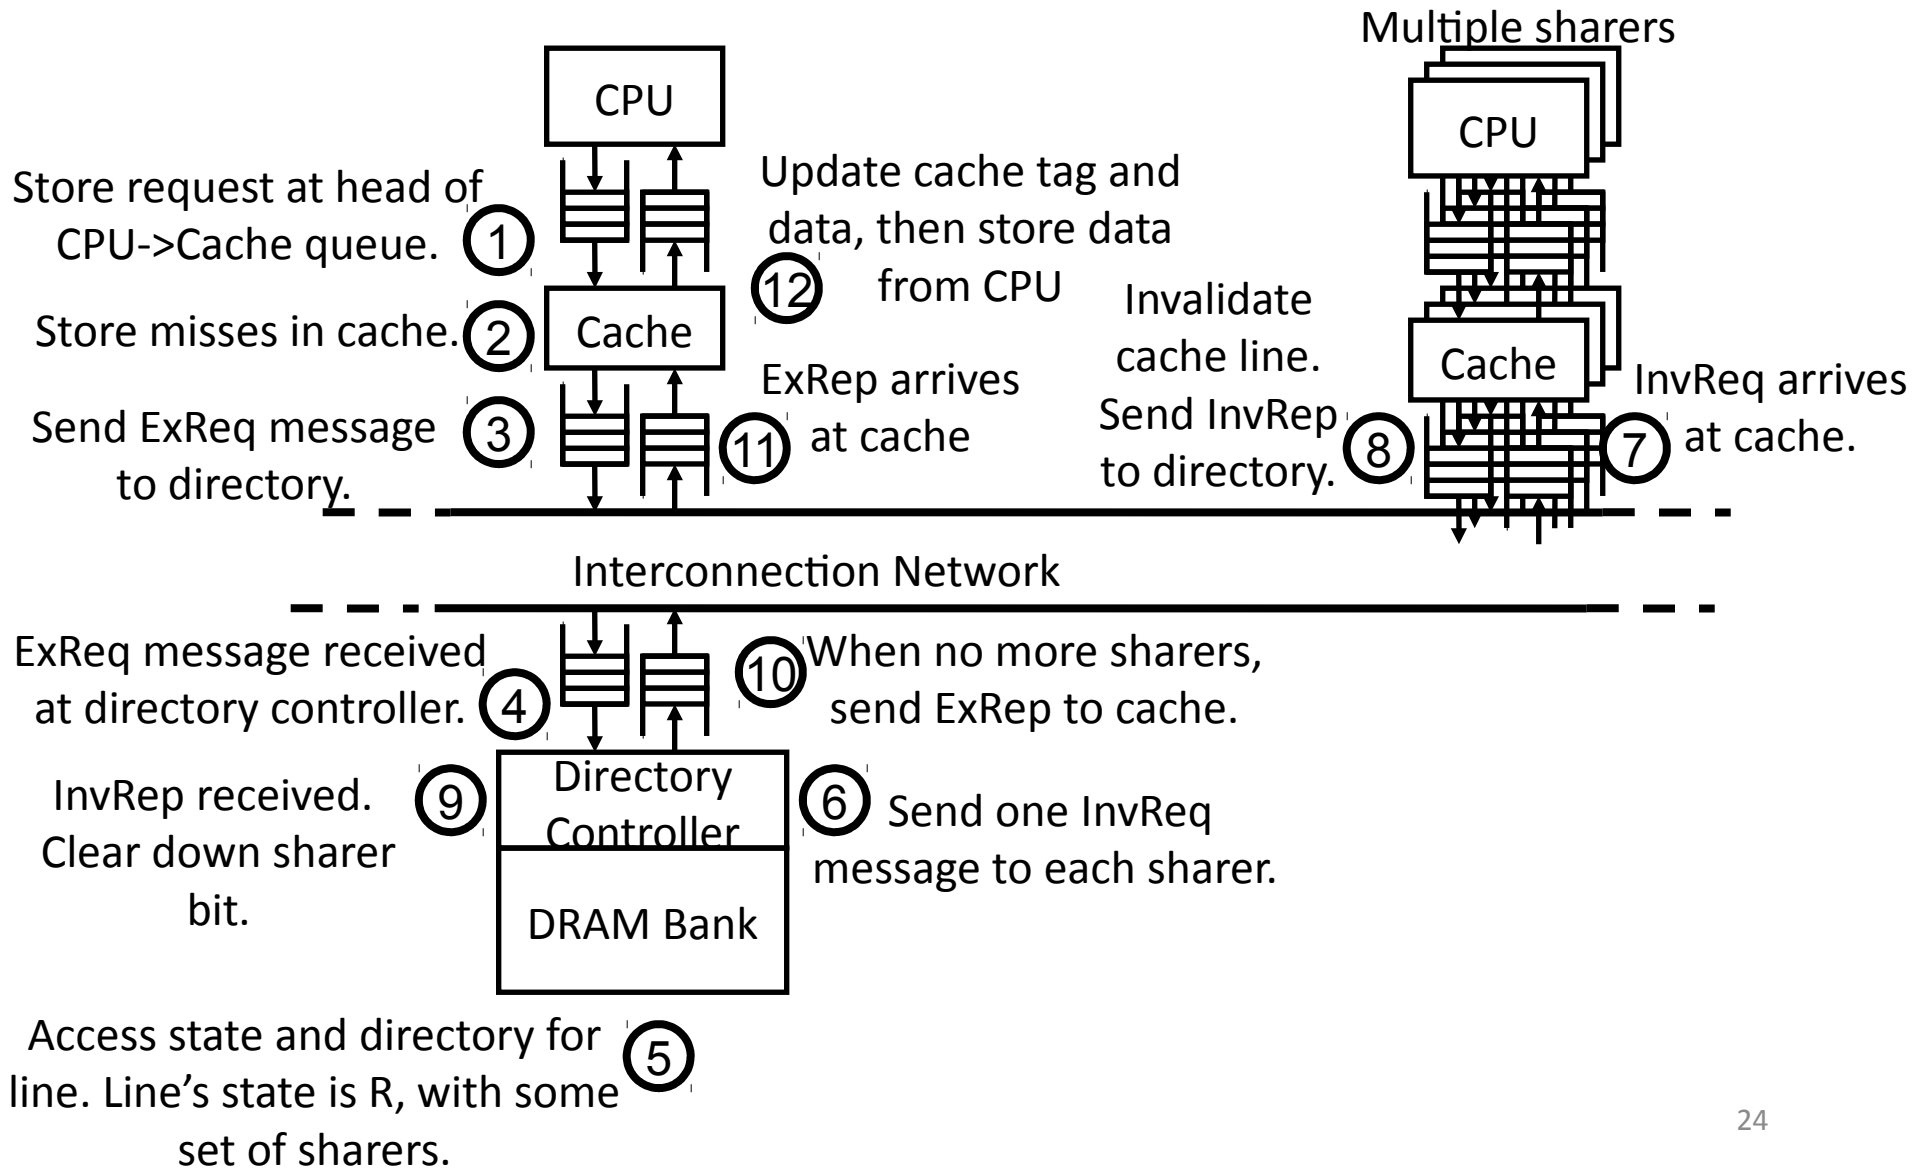 Multiple sharers
CPU
CPU
Store request at head of
CPU->Cache queue.
1
Update cache tag and
data, then store data
from CPU
12
Store misses in cache.
2
Cache
Invalidate
cache line.
Send InvRep
to directory.
8
Cache
InvReq arrives
at cache.
7
Send ExReq message
to directory.
3
ExRep arrives
at cache
11
Interconnection Network
ExReq message received
at directory controller.
4
When no more sharers,
send ExRep to cache.
10
InvRep received.
Clear down sharer
bit.
9
Directory
Controller
6
Send one InvReq
message to each sharer.
DRAM Bank
Access state and directory for
line. Line’s state is R, with some
set of sharers.
5
24